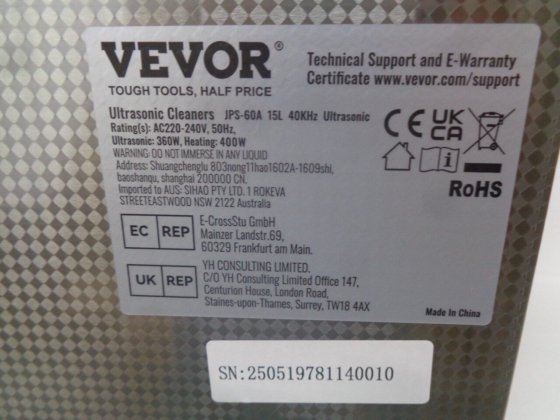 VEVOR®
TOUGH TOOLS, HALF PRICE
Technical Support and E-Warranty
Certificate www.vevor.com/support
Ultrasonic Cleaners JPS-60A 15L 40KHz Ultrasonic
Rating(s): AC220-240V, 50Hz,
Ultrasonic: 360W, Heating: 400W
WARNING: DO NOT IMMERSE IN ANY LIQUID
Address: Shuangchenglu 803nong11hao1602A-1609shi,
baoshanqu, shanghai 200000 CN.
Imported to AUS: SIHAO PTY LTD. 1 ROKEVA
STREETEASTWOOD NSW 2122 Australia
CE UK CA
i
RoHS
EC REP
E-CrossStu GmbH
Mainzer Landstr.69,
60329 Frankfurt am Main.
UK REP
YH CONSULTING LIMITED.
C/O YH Consulting Limited Office 147,
Centurion House, London Road,
Staines-upon-Thames, Surrey, TW18 4AX
Made In China
SN:250519781140010